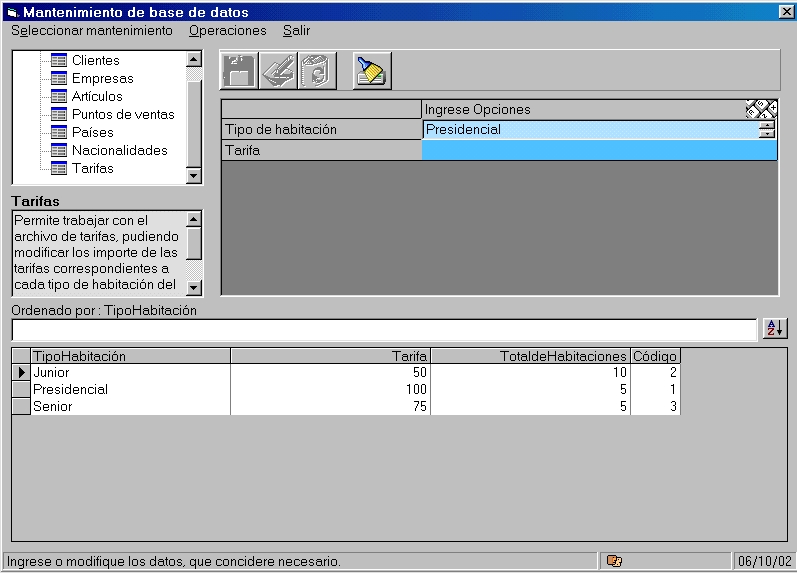 Mantenimiento de base de datos
Seleccionar mantenimiento Operaciones Salir
Clientes
Empresas
Artículos
Puntos de ventas
Países
Nacionalidades
Tarifas
Ingrese Opciones
Tipo de habitación Presidencial
Tarifa
Tarifas
Permite trabajar con el
archivo de tarifas, pudiendo
modificar los importe de las
tarifas correspondientes a
cada tipo de habitación del
Ordenado por : TipoHabitación
TipoHabitación Tarifa TotaldeHabitaciones Código
Junior 50 10 2
Presidencial 100 5 1
Senior 75 5 3
Ingrese o modifique los datos, que concidere necesario. 06/10/02